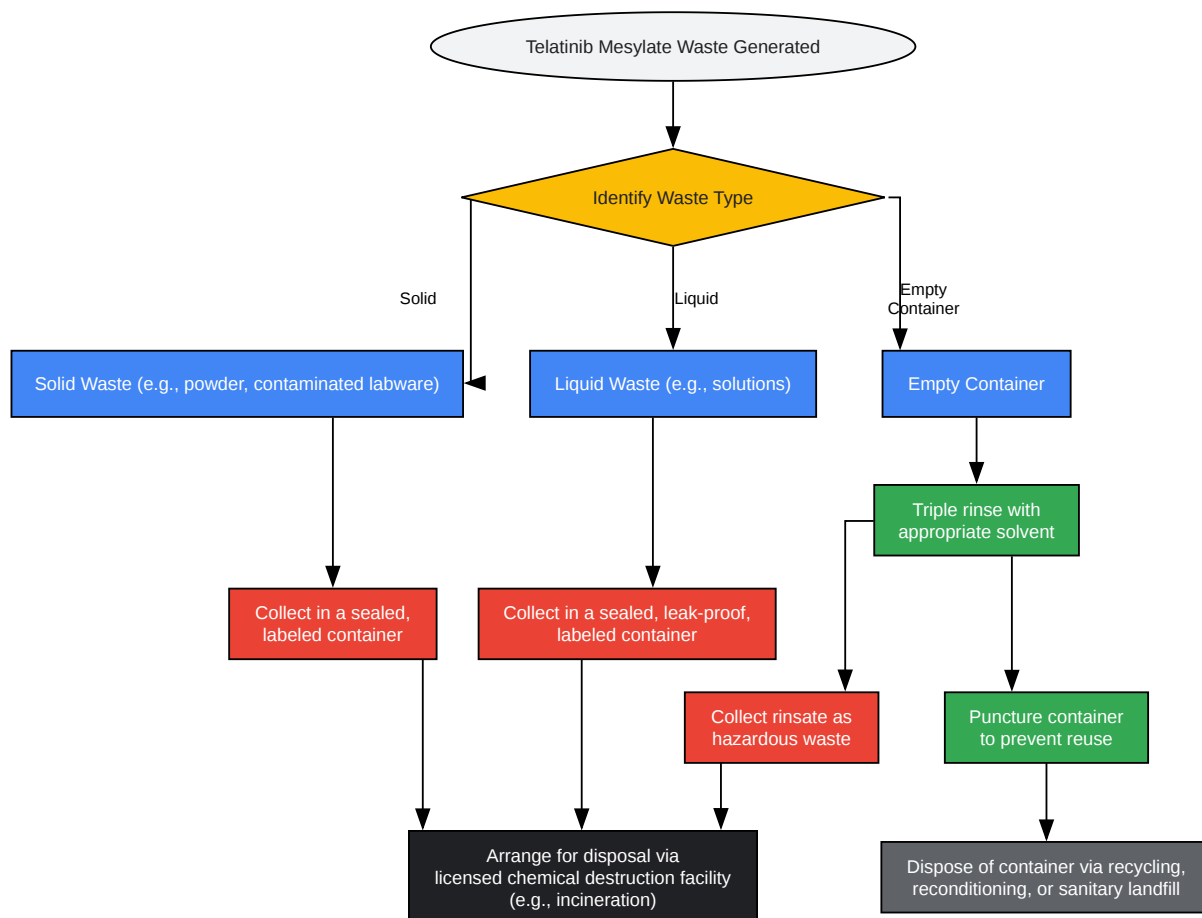 Telatinib Mesylate Waste Generated
Identify Waste Type
Solid
Liquid
Empty
Container
Solid Waste (e.g., powder, contaminated labware)
Liquid Waste (e.g., solutions)
Empty Container
Triple rinse with
appropriate solvent
Collect in a sealed,
labeled container
Collect in a sealed, leak-proof,
labeled container
Collect rinsate as
hazardous waste
Puncture container
to prevent reuse
Arrange for disposal via
licensed chemical destruction facility
(e.g., incineration)
Dispose of container via recycling,
reconditioning, or sanitary landfill